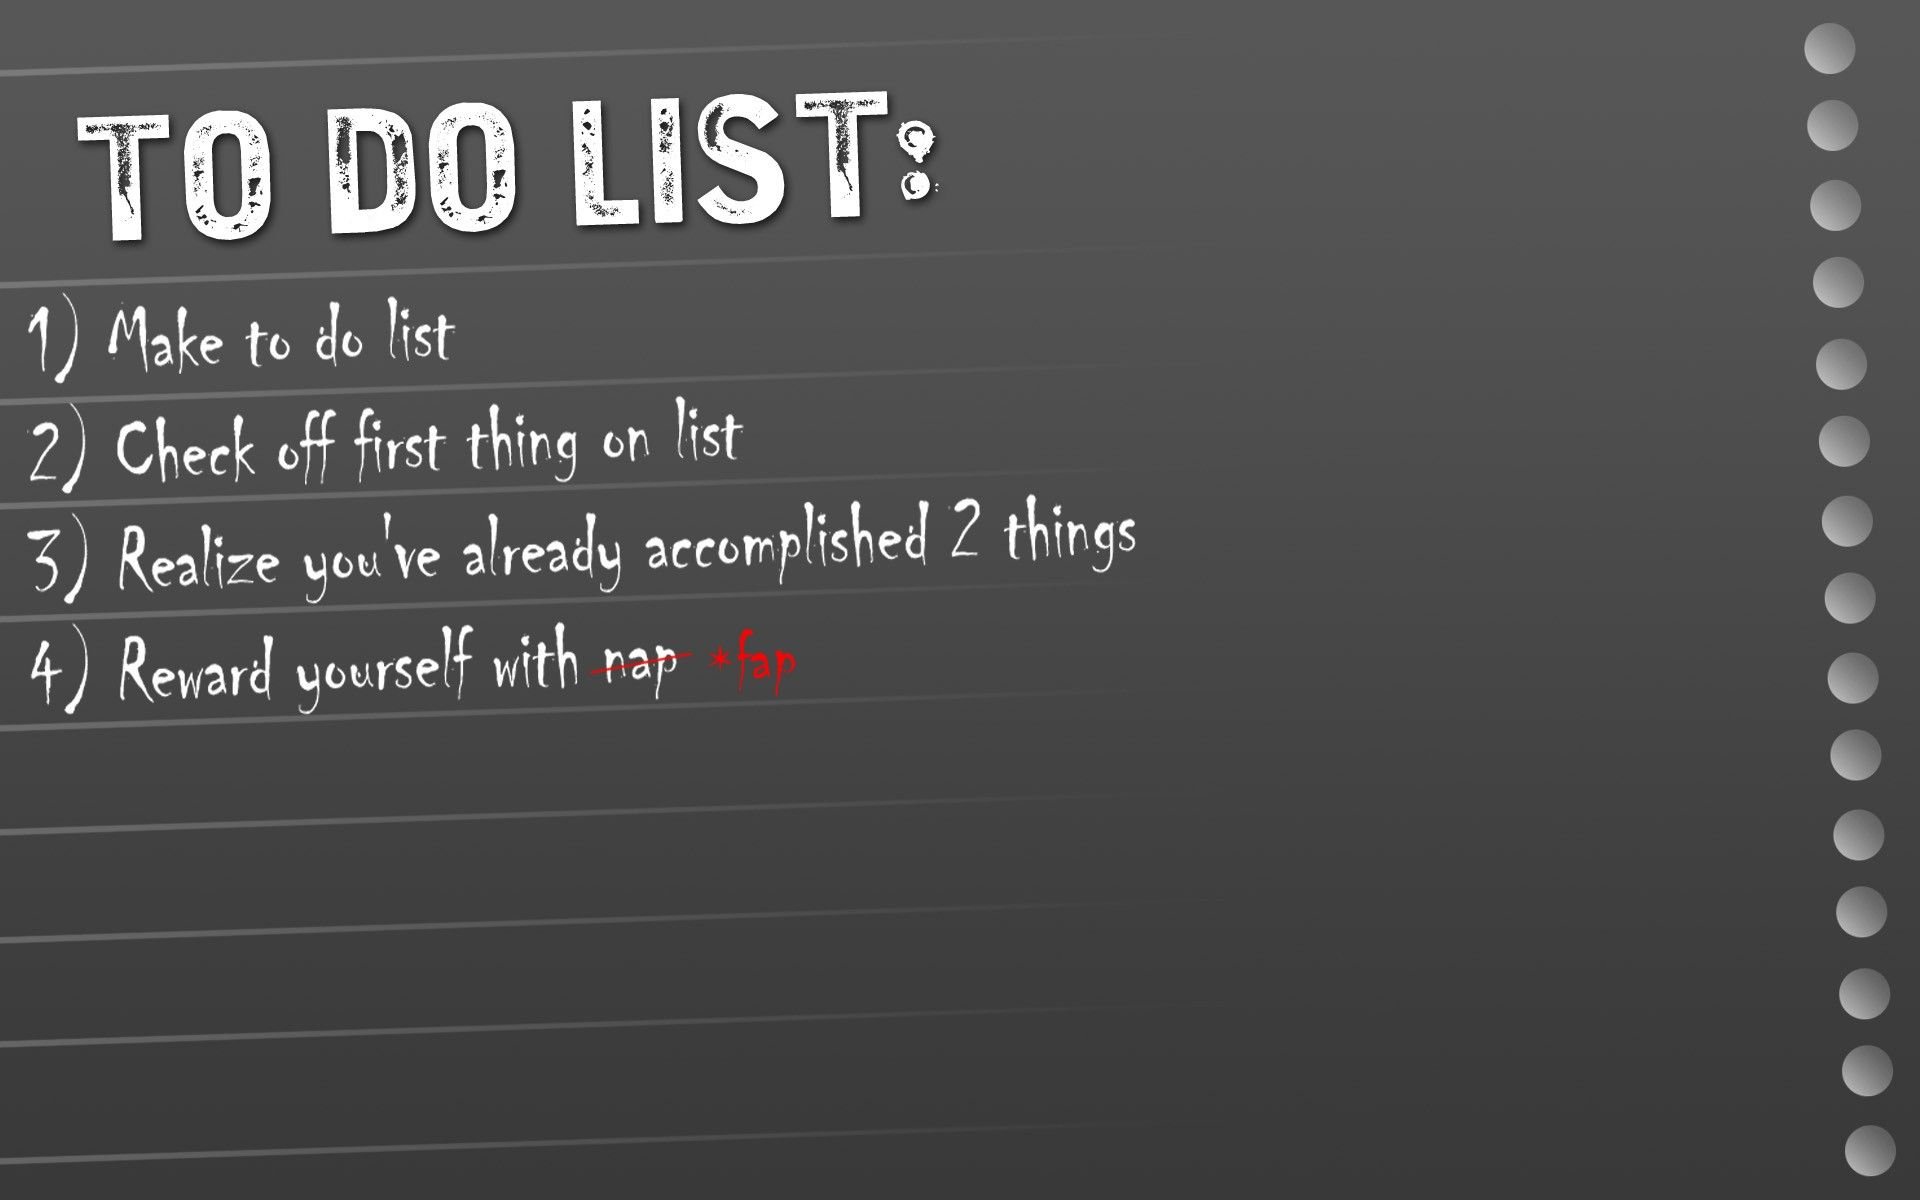 TO DO LIST:
1) Make to do list
2) Check off first thing on list
3) Realize you've already accomplished 2 things
4) Reward yourself with nap *fap